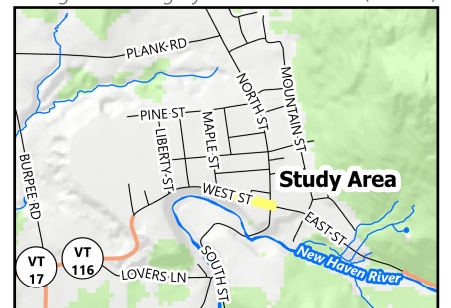 PLANK-RD
NORTH-ST
MOUNTAIN-ST
PINE-ST
LIBERTY-ST
MAPLE-ST
BURPEE-RD
WEST ST
Study Area
EAST-ST
VT
17
VT
116
LOVERS-LN
SOUTH-ST
New Haven River